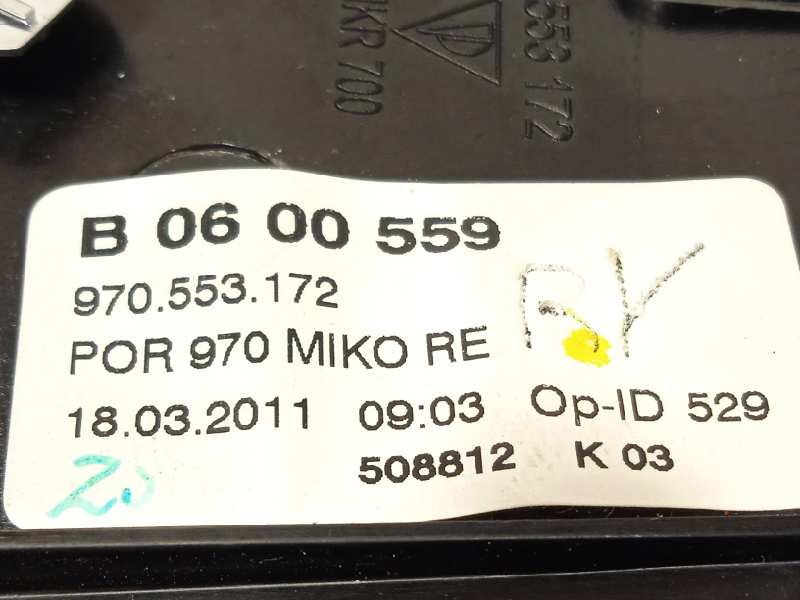 553 172
KR 700
B 06 00 559
970.553.172
POR 970 MIKO RE
18.03.2011 09:03 Op-ID 529
508812 K 03